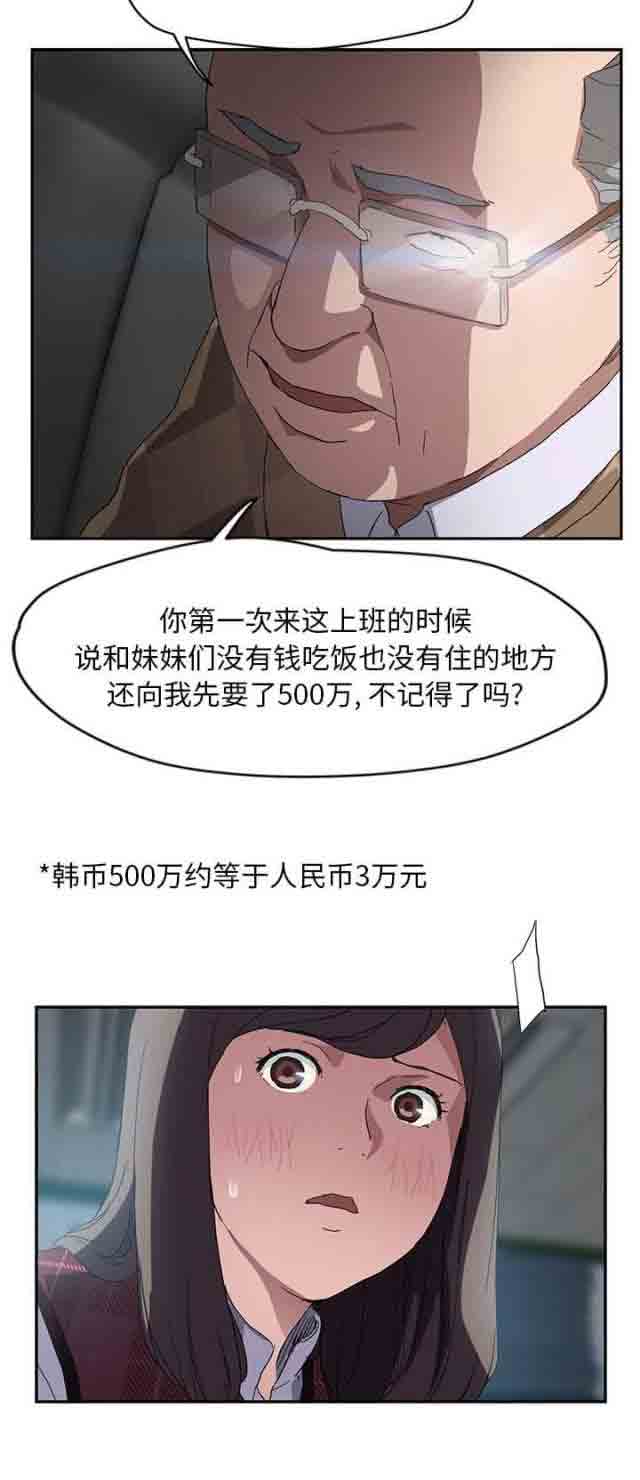 你第一次来这上班的时候
说和妹妹们没有钱吃饭也没有住的地方
还向我先要了500万, 不记得了吗?
*韩币500万约等于人民币3万元